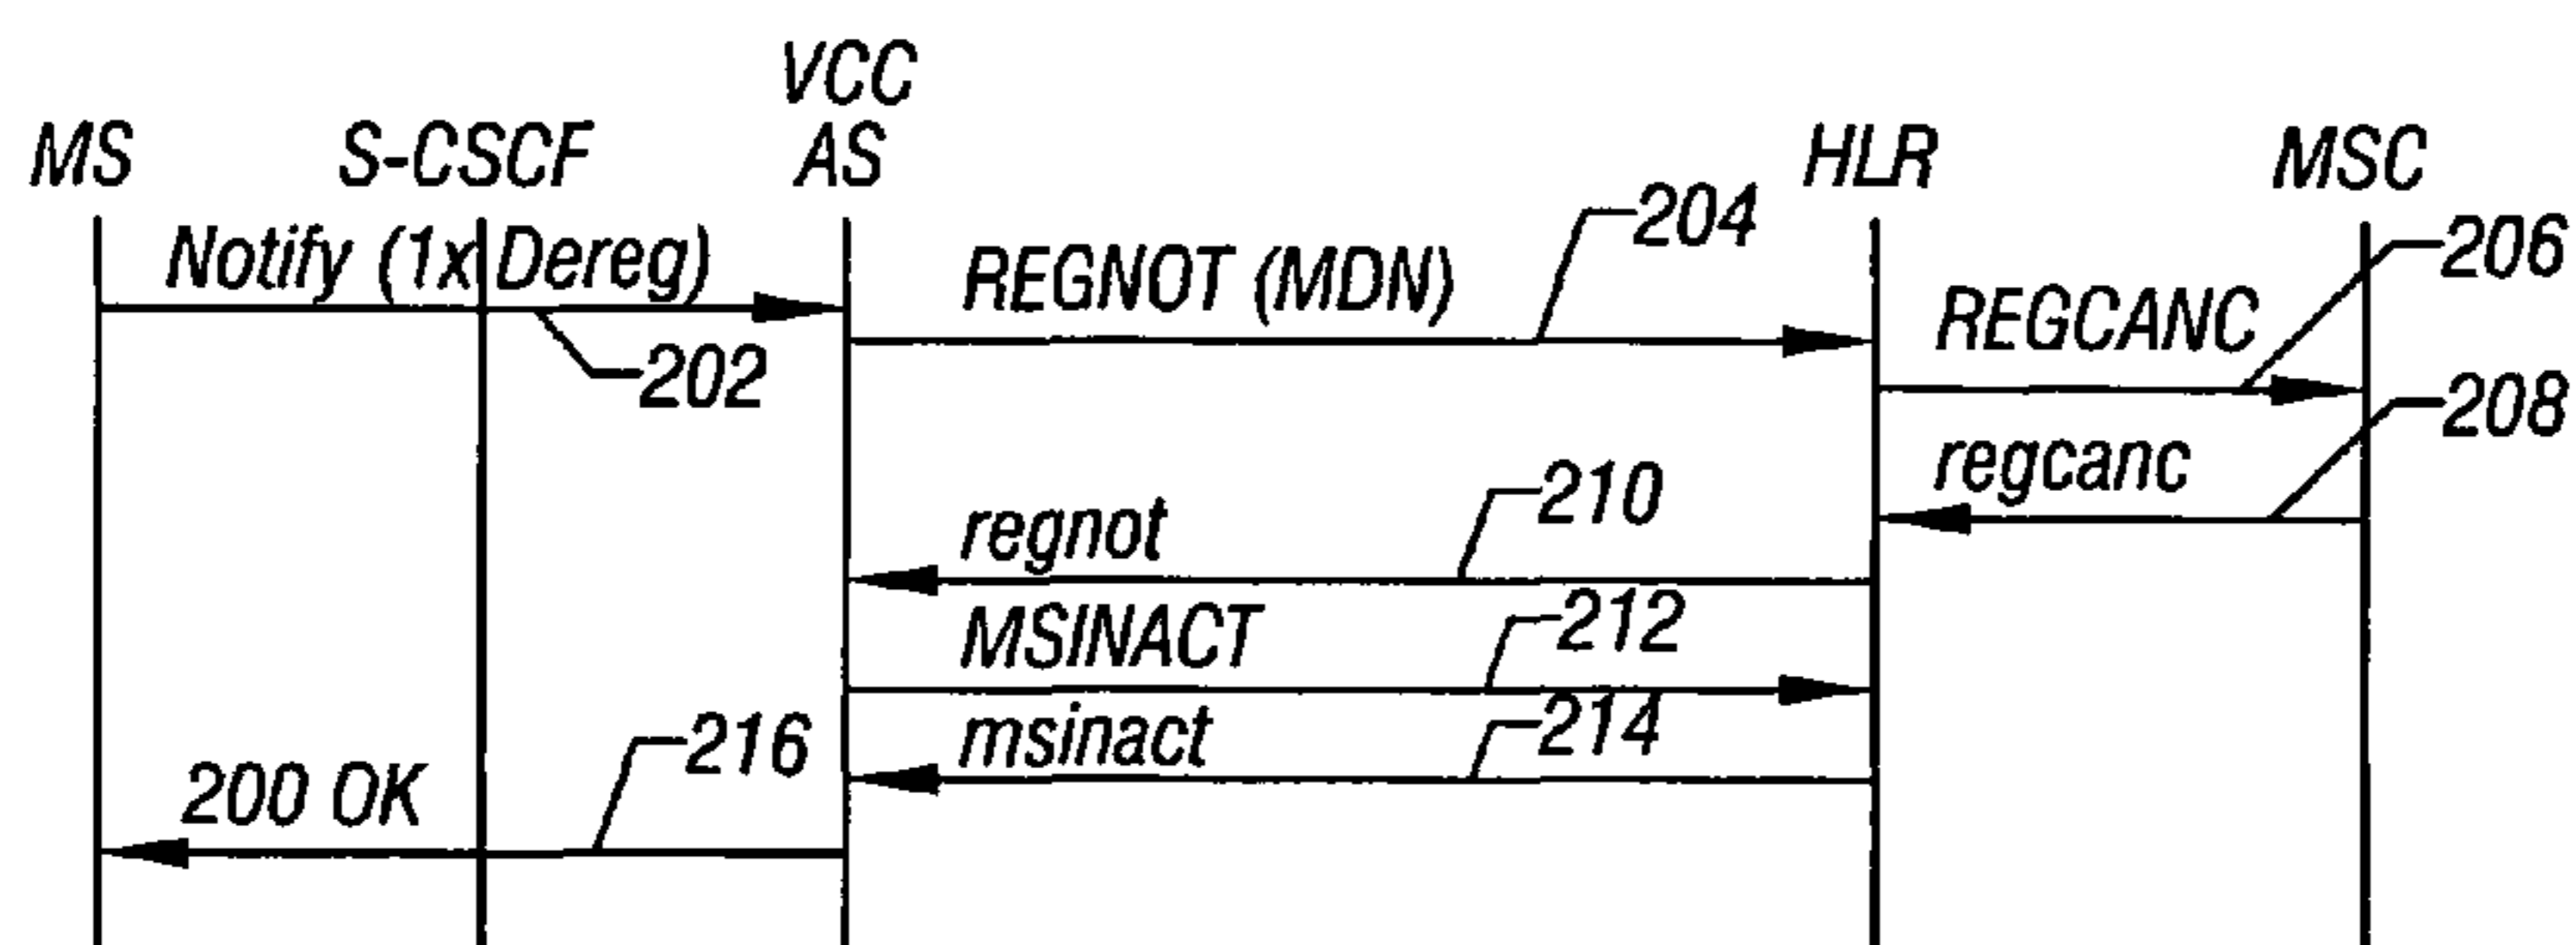 MS
S-CSCF
VCC
AS
HLR
MSC
Notify (1x Dereg)
202
REGNOT (MDN)
204
REGCANC
206
regcanc
208
regnot
210
MSINACT
212
msinact
214
200 OK
216